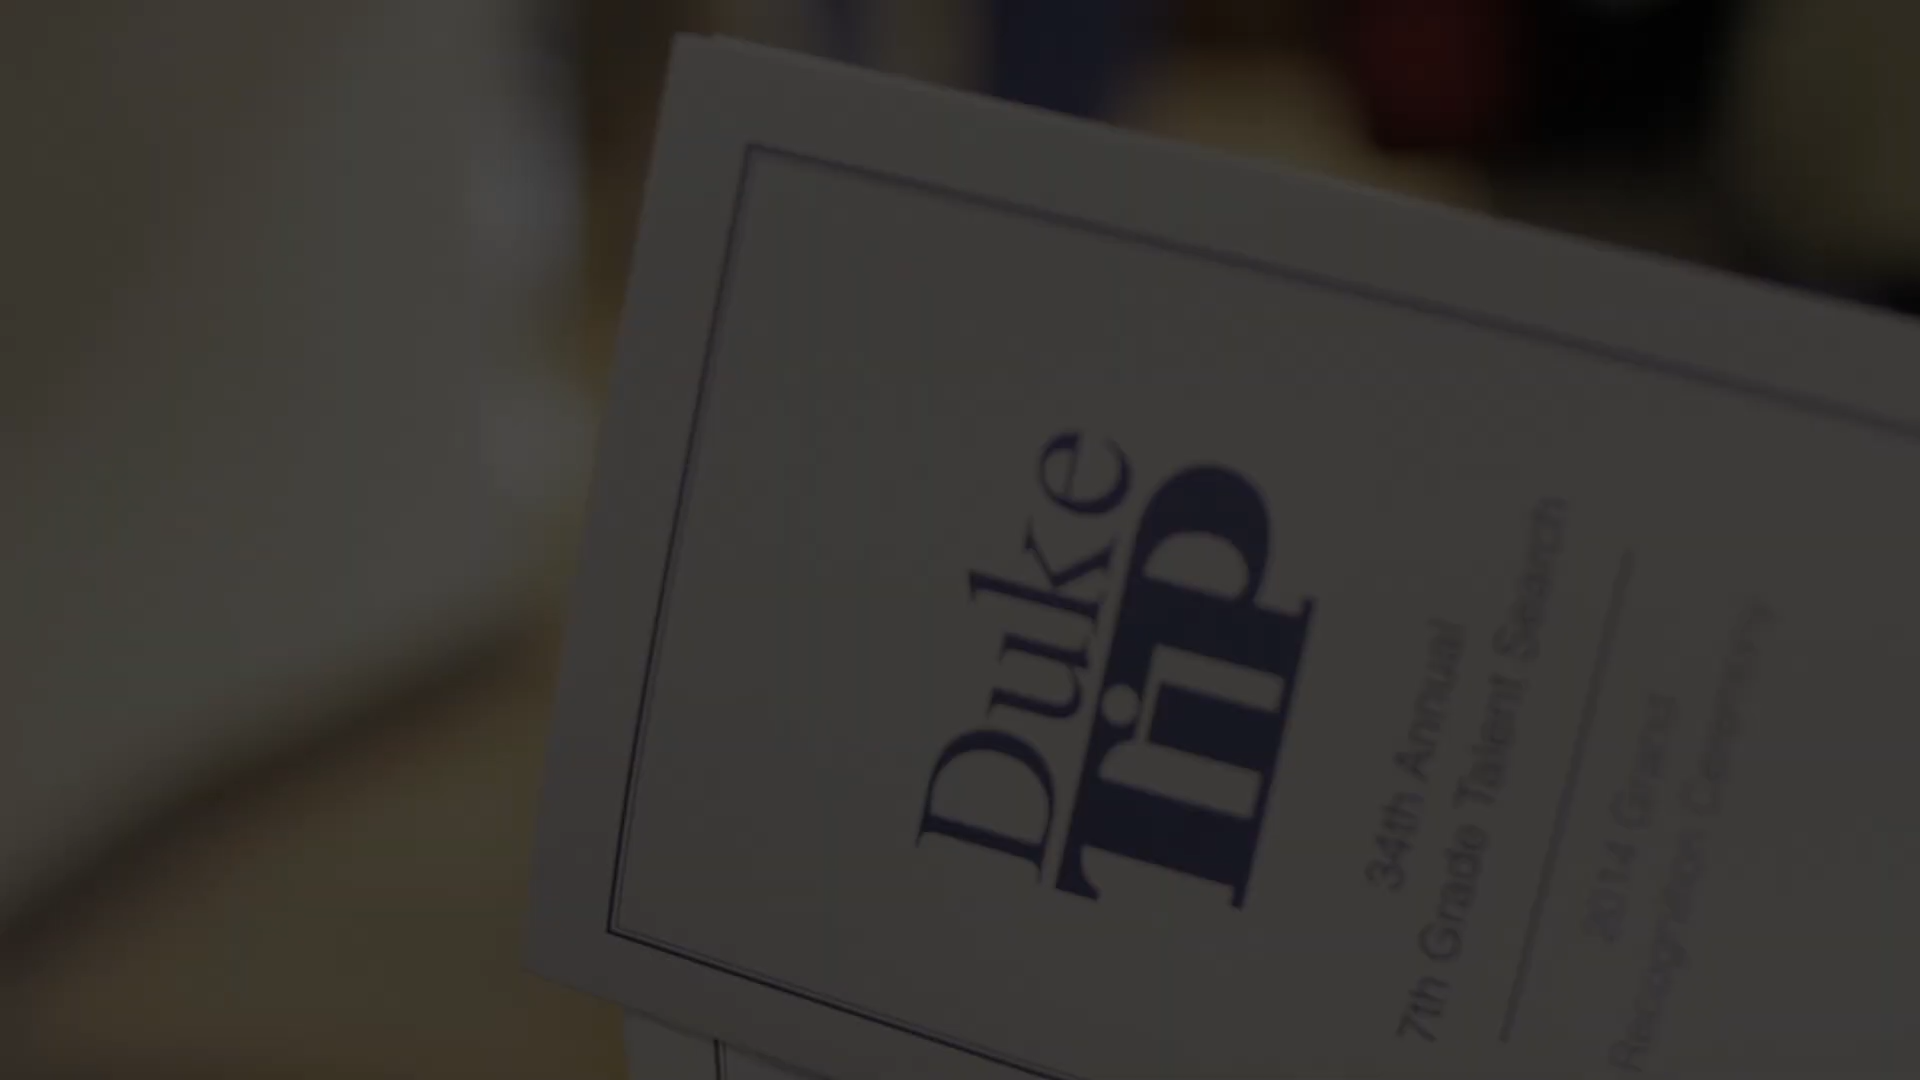 Duke
TiP
34th Annual
7th Grade Talent Search
2014 Grand
Recognition Ceremony